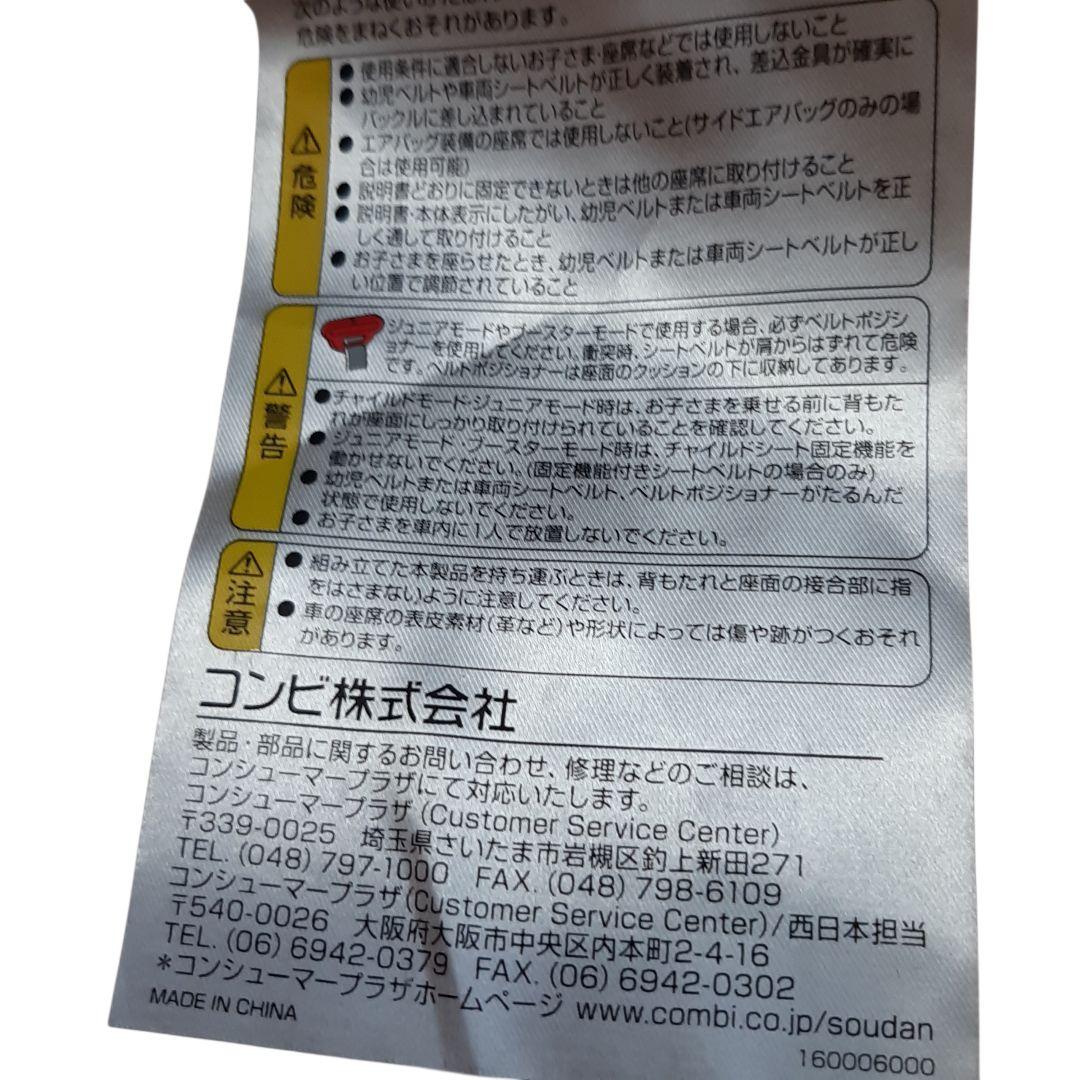 次のような使い
危険をまねくおそれがあります。
⚠危険
●使用条件に適合しないお子さま・座席などでは使用しないこと
●幼児ベルトや車両シートベルトが正しく装着され、差込金具が確実に
バックルに差し込まれていること
●エアバッグ装備の座席では使用しないこと(サイドエアバッグのみの場
合は使用可能)
●説明書どおりに固定できないときは他の座席に取り付けること
●説明書・本体表示にしたがい、幼児ベルトまたは車両シートベルトを正
しく通して取り付けること
●お子さまを座らせたとき、幼児ベルトまたは車両シートベルトが正し
い位置で調節されていること
⚠警告
ジュニアモードやブースターモードで使用する場合、必ずベルトポジシ
ョナーを使用してください。衝突時、シートベルトが肩からはずれて危険
です。ベルトポジショナーは座面のクッションの下に収納してあります。
●チャイルドモード・ジュニアモード時は、お子さまを乗せる前に背もた
れが座面にしっかり取り付けられていることを確認してください。
●ジュニアモード・ブースターモード時は、チャイルドシート固定機能を
働かせないでください。(固定機能付きシートベルトの場合のみ)
●幼児ベルトまたは車両シートベルト、ベルトポジショナーがたるんだ
状態で使用しないでください。
●お子さまを車内に1人で放置しないでください。
⚠注意
●組み立てた本製品を持ち運ぶときは、背もたれと座面の接合部に指
をはさまないように注意してください。
●車の座席の表皮素材(革など)や形状によっては傷や跡がつくおそれ
があります。
コンビ株式会社
製品・部品に関するお問い合わせ、修理などのご相談は、
コンシューマープラザにて対応いたします。
コンシューマープラザ (Customer Service Center)
〒339-0025 埼玉県さいたま市岩槻区釣上新田271
TEL. (048) 797-1000 FAX. (048) 798-6109
コンシューマープラザ(Customer Service Center)/西日本担当
〒540-0026 大阪府大阪市中央区内本町2-4-16
TEL. (06) 6942-0379 FAX. (06) 6942-0302
*コンシューマープラザホームページ www.combi.co.jp/soudan
MADE IN CHINA
160006000